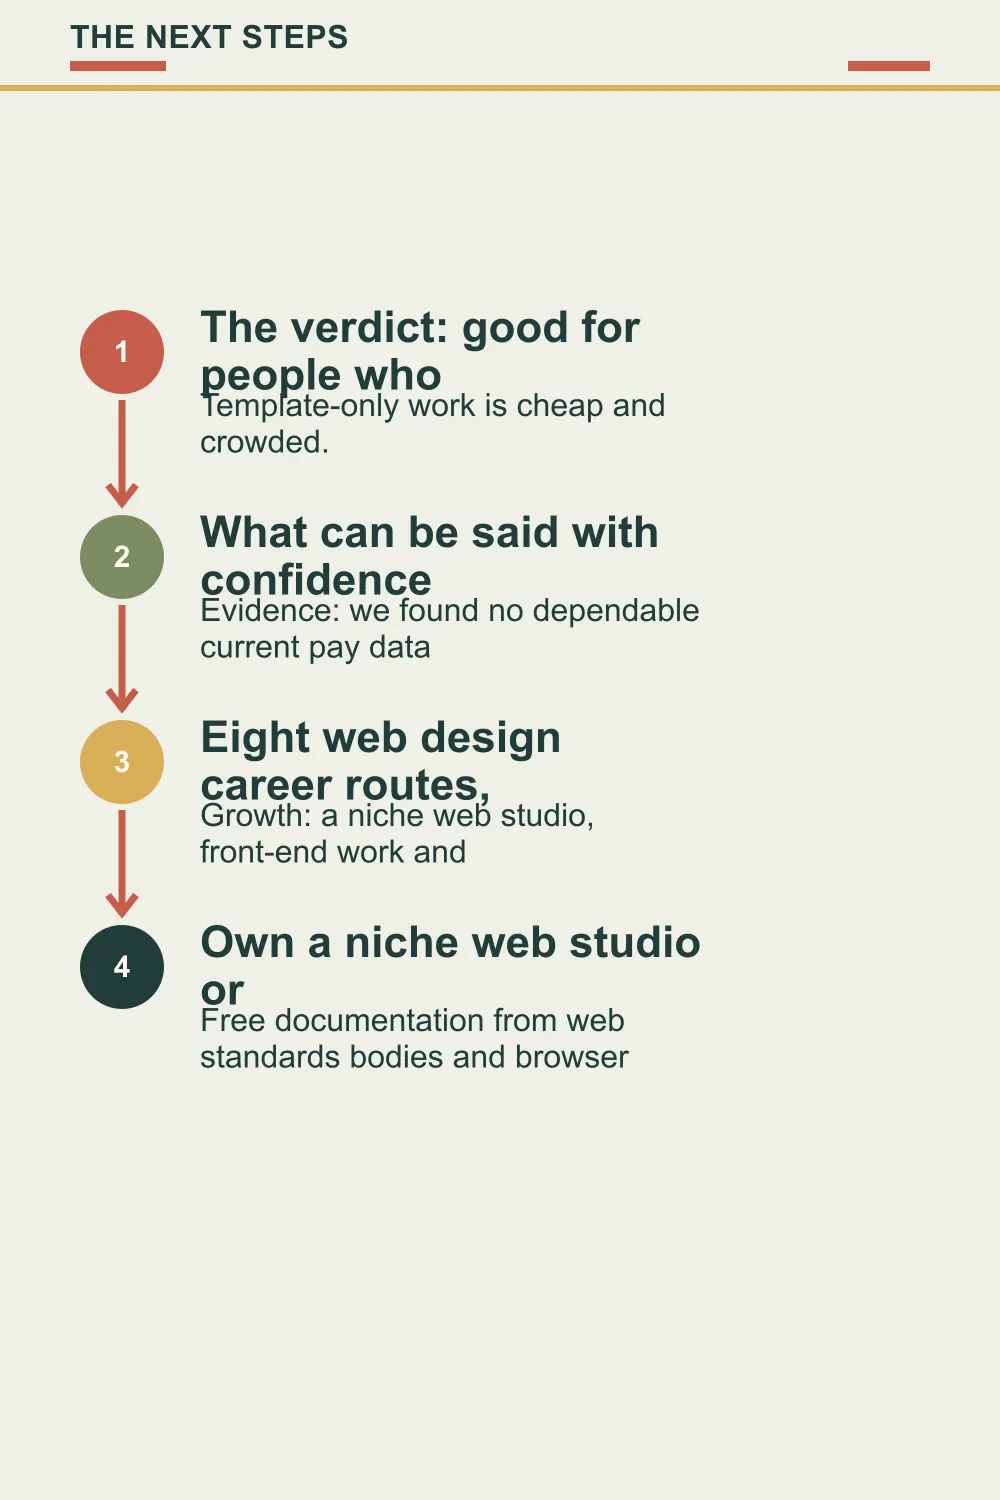 THE NEXT STEPS
1
The verdict: good for
people who
Template-only work is cheap and
crowded.
2
What can be said with
confidence
Evidence: we found no dependable
current pay data
3
Eight web design
career routes,
Growth: a niche web studio,
front-end work and
4
Own a niche web studio
or
Free documentation from web
standards bodies and browser